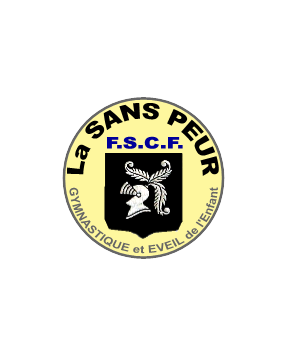 La SANS PEUR
F.S.C.F.
GYMNASTIQUE et EVEIL de l'Enfant